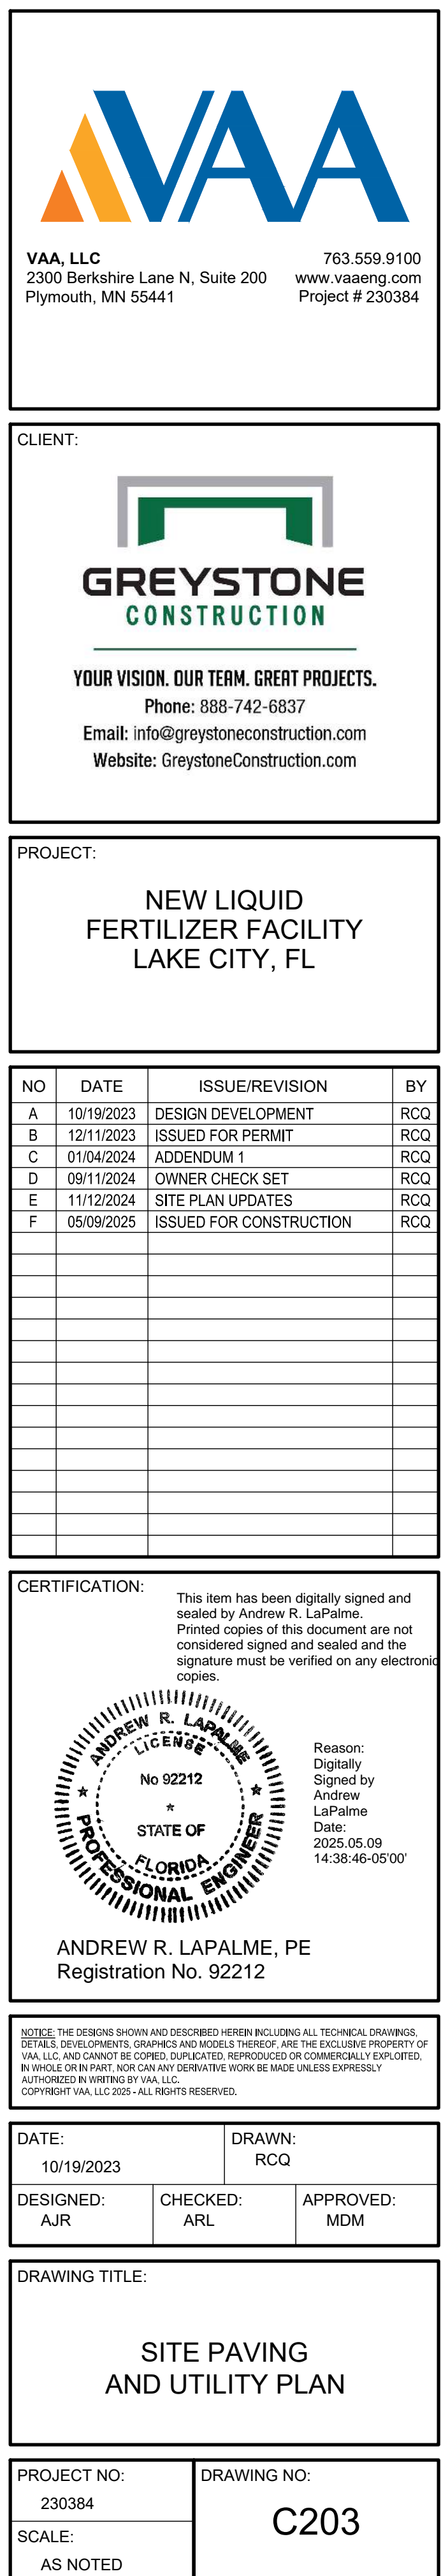 VAA
VAA, LLC
2300 Berkshire Lane N, Suite 200
Plymouth, MN 55441
763.559.9100
www.vaaeng.com
Project # 230384
CLIENT:
GREYSTONE
CONSTRUCTION
YOUR VISION. OUR TEAM. GREAT PROJECTS.
Phone: 888-742-6837
Email: info@greystoneconstruction.com
Website: GreystoneConstruction.com
PROJECT:
NEW LIQUID
FERTILIZER FACILITY
LAKE CITY, FL
NO DATE ISSUE/REVISION BY
A 10/19/2023 DESIGN DEVELOPMENT RCQ
B 12/11/2023 ISSUED FOR PERMIT RCQ
C 01/04/2024 ADDENDUM 1 RCQ
D 09/11/2024 OWNER CHECK SET RCQ
E 11/12/2024 SITE PLAN UPDATES RCQ
F 05/09/2025 ISSUED FOR CONSTRUCTION RCQ
CERTIFICATION:
This item has been digitally signed and
sealed by Andrew R. LaPalme.
Printed copies of this document are not
considered signed and sealed and the
signature must be verified on any electronic
copies.
ANDREW R. LAPALME
LICENSE
No 92212
STATE OF
FLORIDA
PROFESSIONAL ENGINEER
Reason:
Digitally
Signed by
Andrew
LaPalme
Date:
2025.05.09
14:38:46-05'00'
ANDREW R. LAPALME, PE
Registration No. 92212
NOTICE: THE DESIGNS SHOWN AND DESCRIBED HEREIN INCLUDING ALL TECHNICAL DRAWINGS,
DETAILS, DEVELOPMENTS, GRAPHICS AND MODELS THEREOF, ARE THE EXCLUSIVE PROPERTY OF
VAA, LLC, AND CANNOT BE COPIED, DUPLICATED, REPRODUCED OR COMMERCIALLY EXPLOITED,
IN WHOLE OR IN PART, NOR CAN ANY DERIVATIVE WORK BE MADE UNLESS EXPRESSLY
AUTHORIZED IN WRITING BY VAA, LLC.
COPYRIGHT VAA, LLC 2025 - ALL RIGHTS RESERVED.
DATE:
10/19/2023
DRAWN:
RCQ
DESIGNED:
AJR
CHECKED:
ARL
APPROVED:
MDM
DRAWING TITLE:
SITE PAVING
AND UTILITY PLAN
PROJECT NO:
230384
SCALE:
AS NOTED
DRAWING NO:
C203